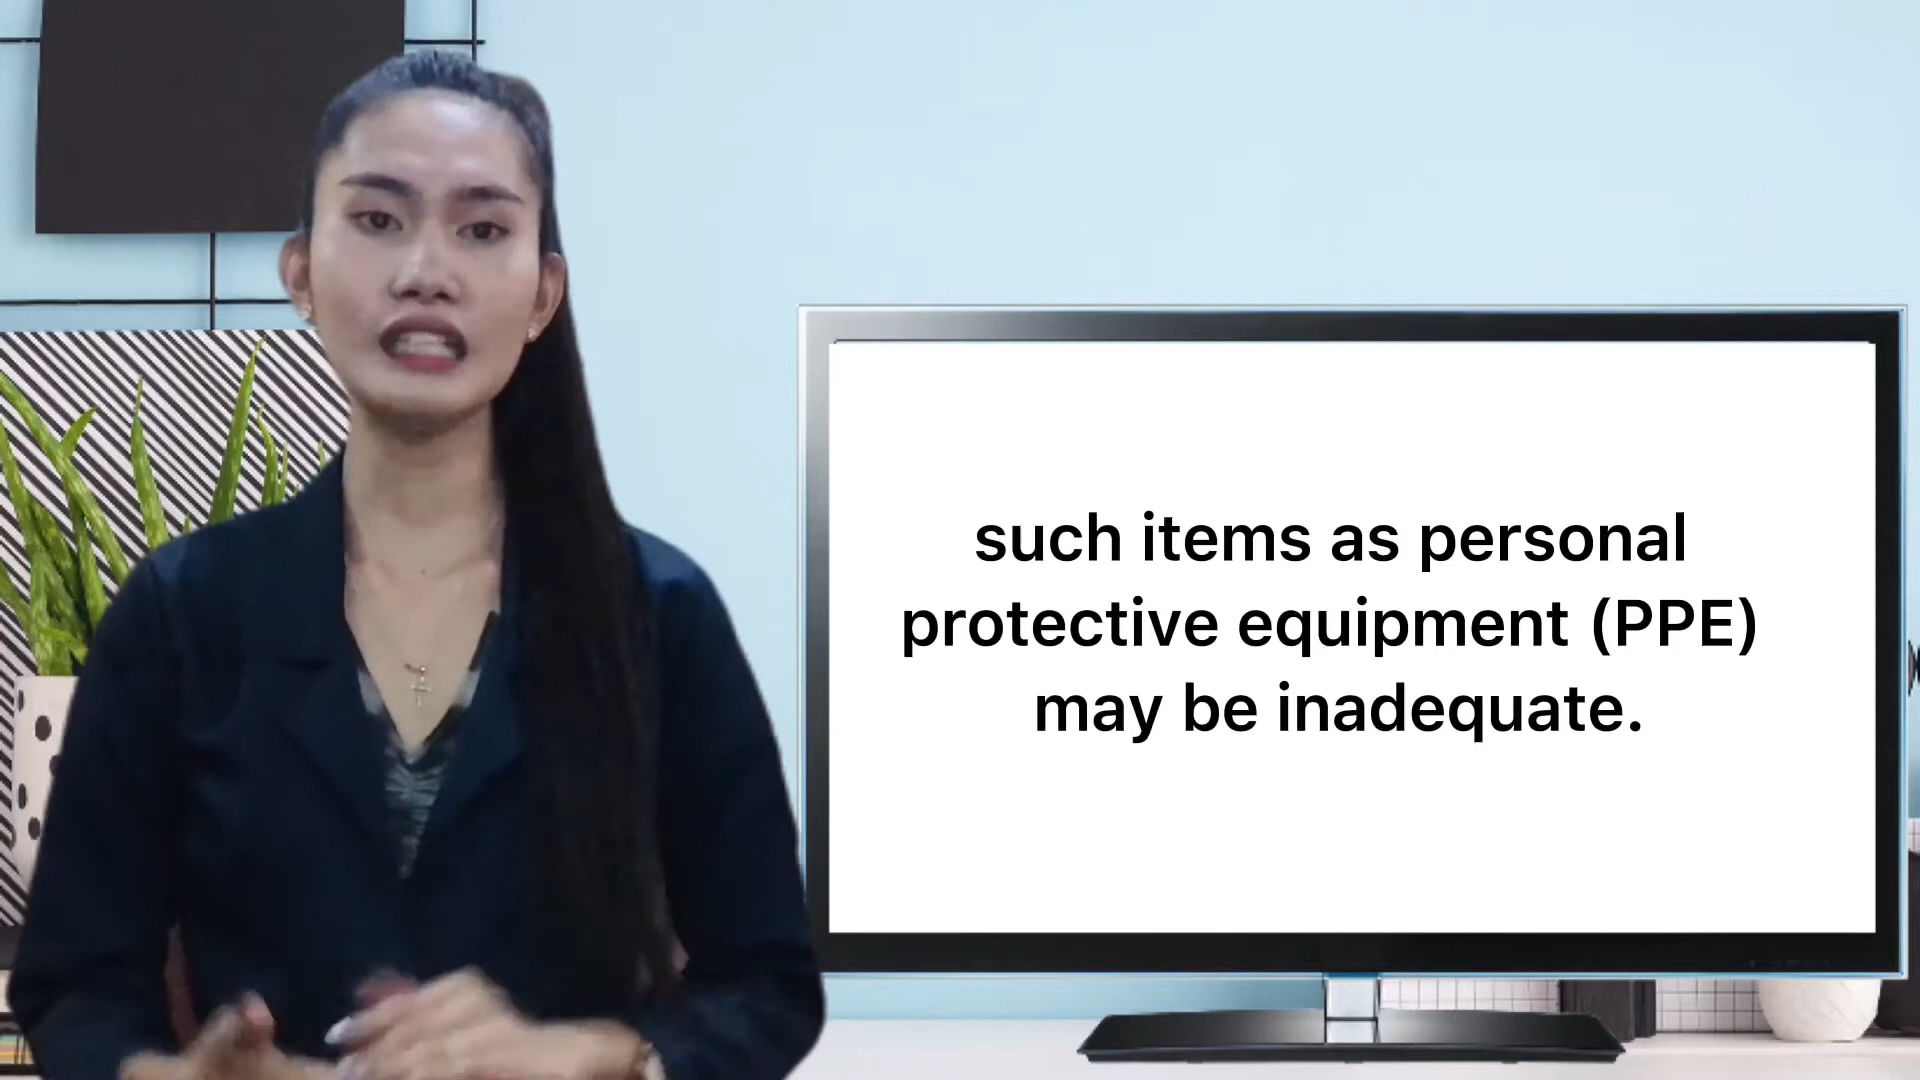 such items as personal
protective equipment (PPE)
may be inadequate.